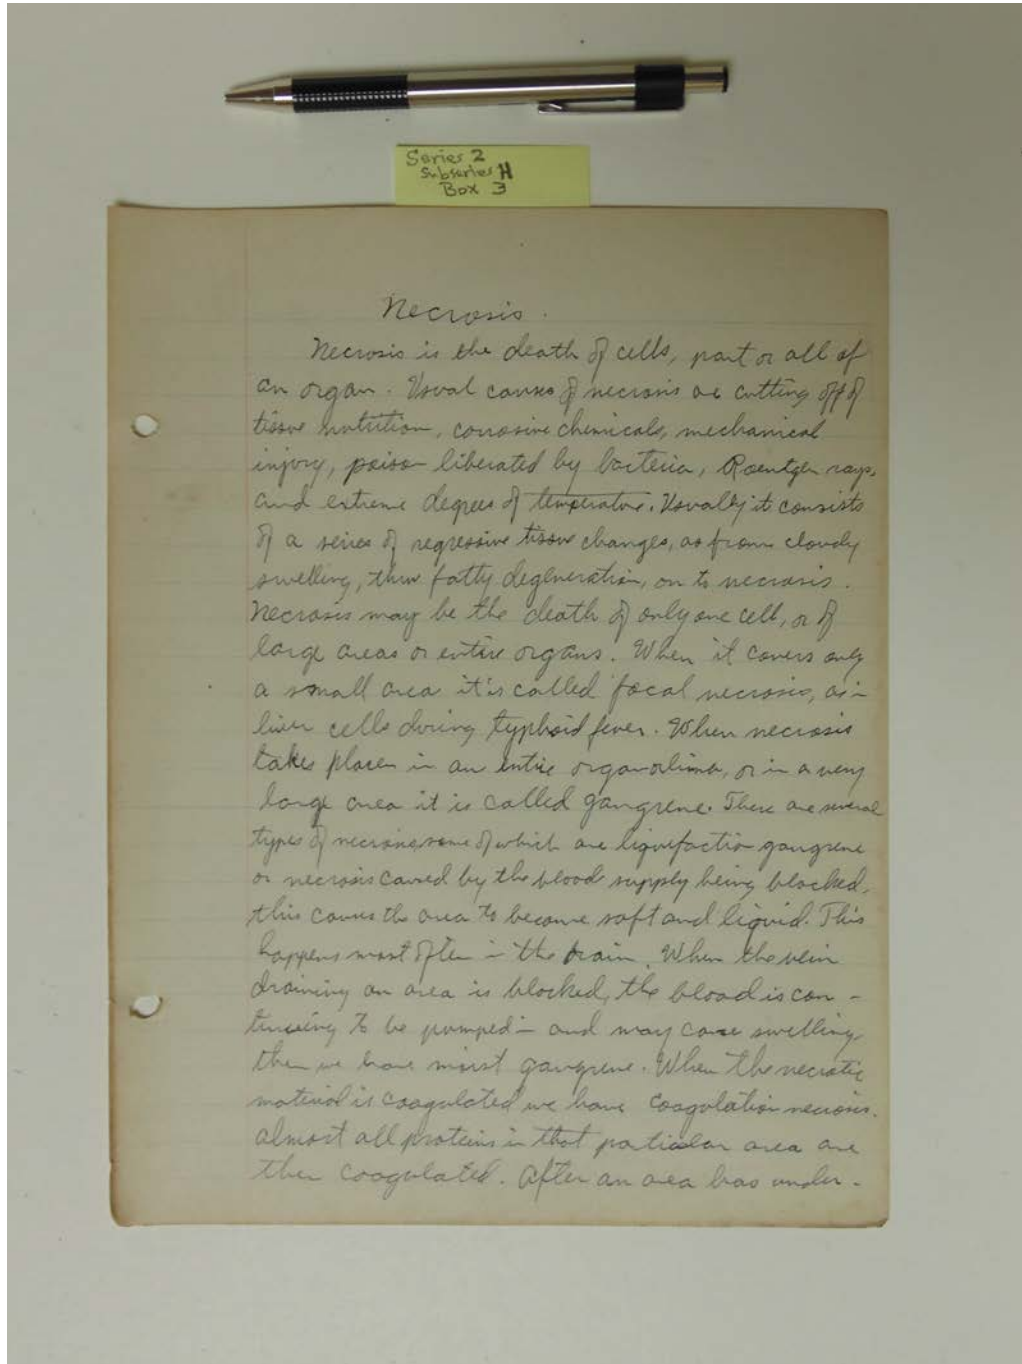 Series 2
Subseries H
Box 3
Necrosis.
Necrosis is the death of cells, part or all of
an organ. Usual causes of necrosis are cutting off of
tissue nutrition, corrosive chemicals, mechanical
injury, poison liberated by bacteria, Roentgen rays,
and extreme degrees of temperature. Usually it consists
of a series of regressive tissue changes, as from cloudy
swelling, thru fatty degeneration, on to necrosis.
Necrosis may be the death of only one cell, or of
large areas or entire organs. When it covers only
a small area it is called focal necrosis, as in
liver cells during typhoid fever. When necrosis
takes place in an entire organ or limb, or in a very
large area it is called gangrene. There are several
types of necrosis, some of which are liquefaction gangrene
or necrosis caused by the blood supply being blocked,
this causes the area to become soft and liquid. This
happens most often in the brain. When the vein
draining an area is blocked, the blood is con-
tinuing to be pumped in and may cause swelling,
then we have moist gangrene. When the necrotic
material is coagulated we have coagulation necrosis.
Almost all proteins in that particular area are
then coagulated. After an area has under-